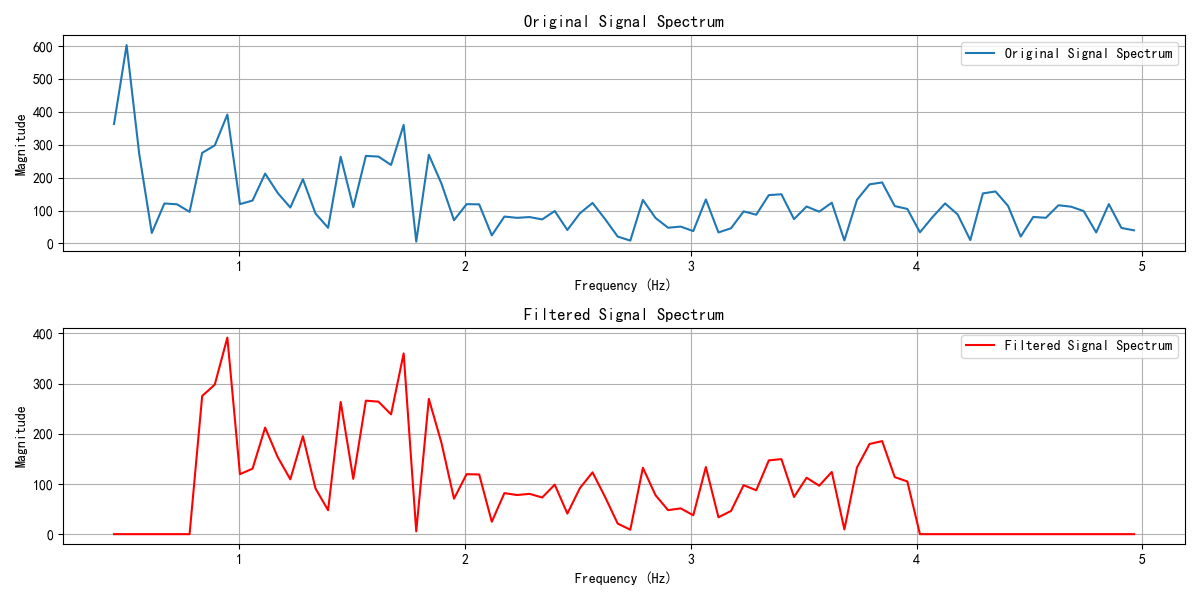 Original Signal Spectrum
600
500
400
300
200
100
0
Magnitude
Original Signal Spectrum
1 2 3 4 5
Frequency (Hz)
Filtered Signal Spectrum
400
300
200
100
0
Magnitude
Filtered Signal Spectrum
1 2 3 4 5
Frequency (Hz)